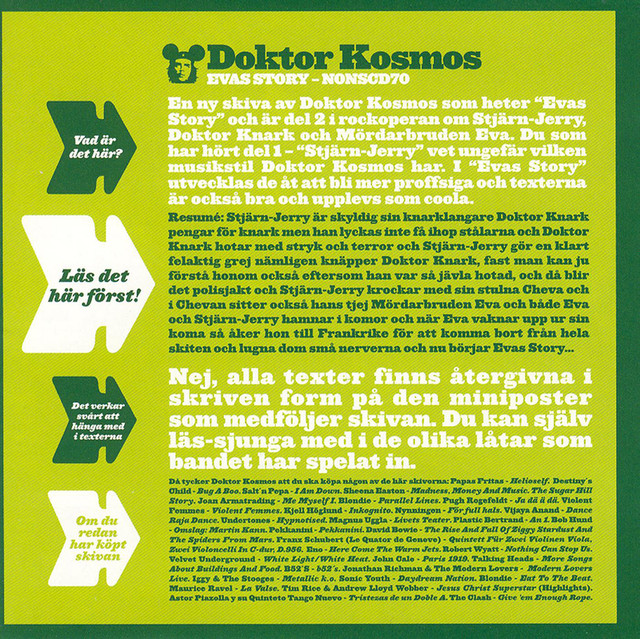 Doktor Kosmos
EVAS STORY – NONSCD70
Vad är
det här?
En ny skiva av Doktor Kosmos som heter "Evas
Story" och är del 2 i rockoperan om Stjärn-Jerry,
Doktor Knark och Mördarbruden Eva. Du som
har hört del 1 – "Stjärn-Jerry" vet ungefär vilken
musikstil Doktor Kosmos har. I "Evas Story"
utvecklas de åt att bli mer proffsiga och texterna
är också bra och upplevs som coola.
Läs det
här först!
Resumé: Stjärn-Jerry är skyldig sin knarklangare Doktor Knark
pengar för knark men han lyckas inte få ihop stålarna och Doktor
Knark hotar med stryk och terror och Stjärn-Jerry gör en klart
felaktig grej nämligen knäpper Doktor Knark, fast man kan ju
förstå honom också eftersom han var så jävla hotad, och då blir
det polisjakt och Stjärn-Jerry krockar med sin stulna Cheva och
i Chevan sitter också hans tjej Mördarbruden Eva och både Eva
och Stjärn-Jerry hamnar i komor och när Eva vaknar upp ur sin
koma så åker hon till Frankrike för att komma bort från hela
skiten och lugna dom små nerverna och nu börjar Evas Story...
Det verkar
svårt att
hänga med
i texterna
Nej, alla texter finns återgivna i
skriven form på den miniposter
som medföljer skivan. Du kan själv
läs-sjunga med i de olika låtar som
bandet har spelat in.
Om du
redan
har köpt
skivan
Då tycker Doktor Kosmos att du ska köpa någon av de här skivorna: Papas Fritas - Helioself. Destiny's
Child - Bug A Boo. Salt'n Pepa - I Am Down. Sheena Easton - Madness, Money And Music. The Sugar Hill
Story. Joan Armatrading - Me Myself I. Blondie - Parallel Lines. Pugh Rogefeldt - Ja dä ä dä. Violent
Femmes - Violent Femmes. Kjell Höglund - Inkognito. Nynningen - För full hals. Vijaya Anand - Dance
Raja Dance. Undertones - Hypnotised. Magnus Uggla - Livets Teater. Plastic Bertrand - An 1. Bob Hund
- Omslag: Martin Kann. Pekkanini - Pekkanini. David Bowie - The Rise And Fall Of Ziggy Stardust And
The Spiders From Mars. Franz Schubert (Le Quator de Geneve) - Quintett Für Zwei Violinen Viola,
Zwei Violoncelli In C-dur, D.956. Eno - Here Come The Warm Jets. Robert Wyatt - Nothing Can Stop Us.
Velvet Underground - White Light/White Heat. John Cale - Paris 1919. Talking Heads - More Songs
About Buildings And Food. B52'S - b52's. Jonathan Richman & The Modern Lovers - Modern Lovers
Live. Iggy & The Stooges - Metallic k.o. Sonic Youth - Daydream Nation. Blondie - Eat To The Beat.
Maurice Ravel - La Valse. Tim Rice & Andrew Lloyd Webber - Jesus Christ Superstar (Highlights).
Astor Piazolla y su Quinteto Tango Nuevo - Tristezas de un Doble A. The Clash - Give 'em Enough Rope.